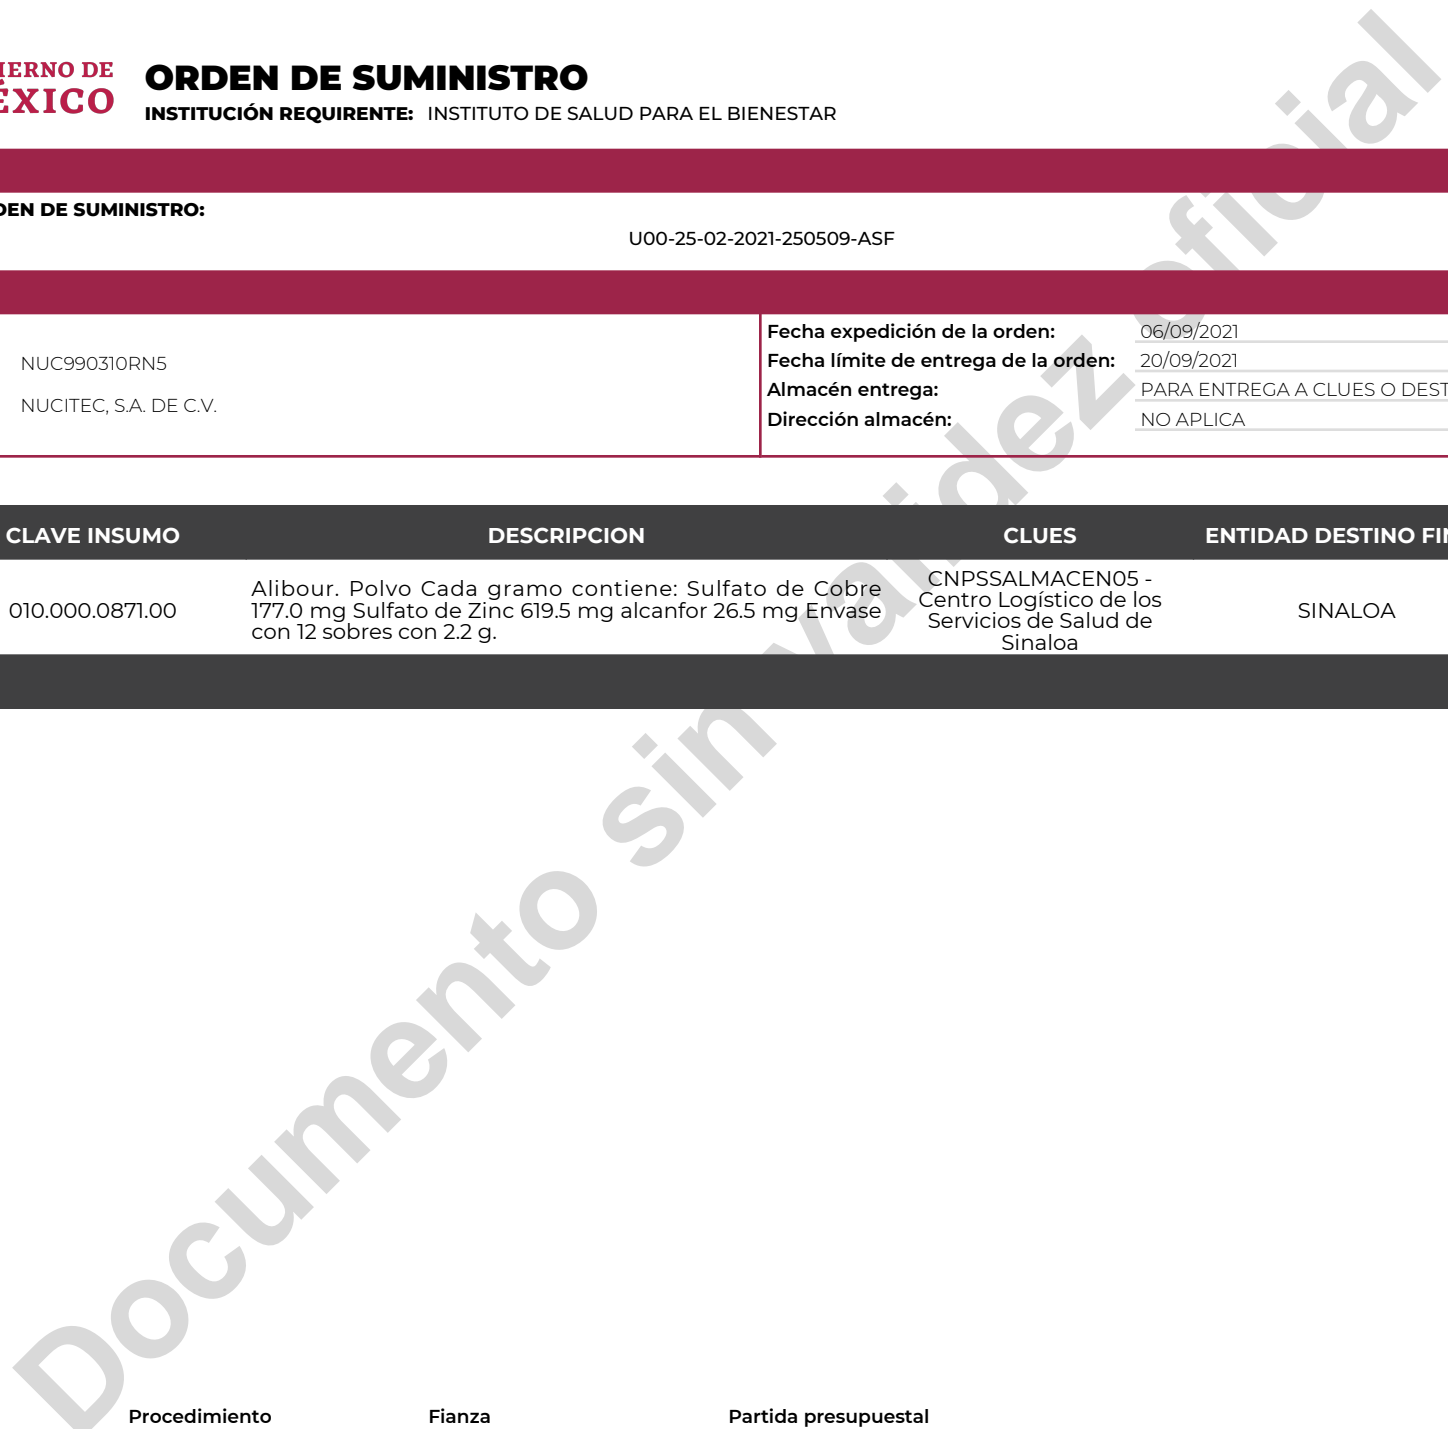 IERNO DE
ÉXICO
ORDEN DE SUMINISTRO
INSTITUCIÓN REQUIRENTE: INSTITUTO DE SALUD PARA EL BIENESTAR
DEN DE SUMINISTRO:
U00-25-02-2021-250509-ASF
NUC990310RN5
NUCITEC, S.A. DE C.V.
Fecha expedición de la orden: 06/09/2021
Fecha límite de entrega de la orden: 20/09/2021
Almacén entrega: PARA ENTREGA A CLUES O DEST
Dirección almacén: NO APLICA
CLAVE INSUMO DESCRIPCION CLUES ENTIDAD DESTINO FIN
010.000.0871.00
Alibour. Polvo Cada gramo contiene: Sulfato de Cobre
177.0 mg Sulfato de Zinc 619.5 mg alcanfor 26.5 mg Envase
con 12 sobres con 2.2 g.
CNPSSALMACEN05 -
Centro Logístico de los
Servicios de Salud de
Sinaloa
SINALOA
Documento sin validez oficial
Procedimiento Fianza Partida presupuestal